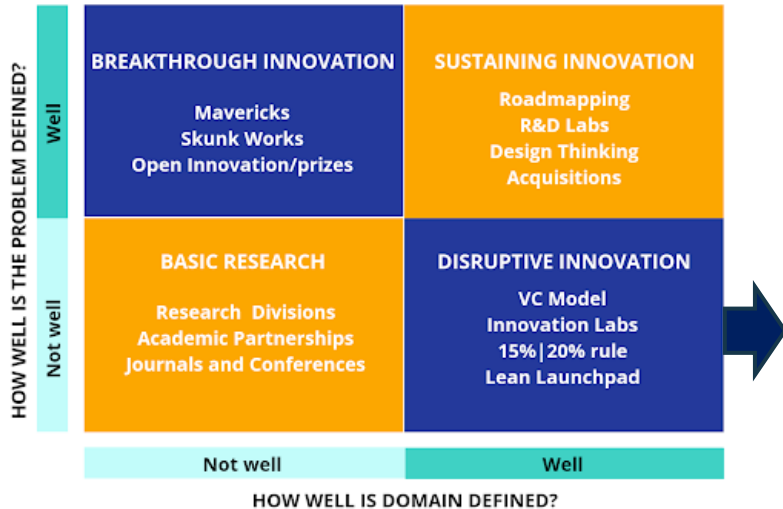 HOW WELL IS THE PROBLEM DEFINED?
Well
BREAKTHROUGH INNOVATION
Mavericks
Skunk Works
Open Innovation/prizes
SUSTAINING INNOVATION
Roadmapping
R&D Labs
Design Thinking
Acquisitions
Not well
BASIC RESEARCH
Research Divisions
Academic Partnerships
Journals and Conferences
DISRUPTIVE INNOVATION
VC Model
Innovation Labs
15%|20% rule
Lean Launchpad
Not well
Well
HOW WELL IS DOMAIN DEFINED?